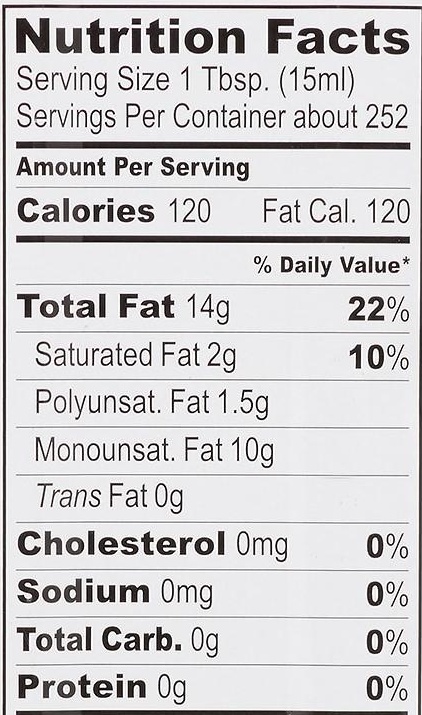 Nutrition Facts
Serving Size 1 Tbsp. (15ml)
Servings Per Container about 252
Amount Per Serving
Calories 120 Fat Cal. 120
% Daily Value*
Total Fat 14g 22%
Saturated Fat 2g 10%
Polyunsat. Fat 1.5g
Monounsat. Fat 10g
Trans Fat 0g
Cholesterol 0mg 0%
Sodium 0mg 0%
Total Carb. 0g 0%
Protein 0g 0%